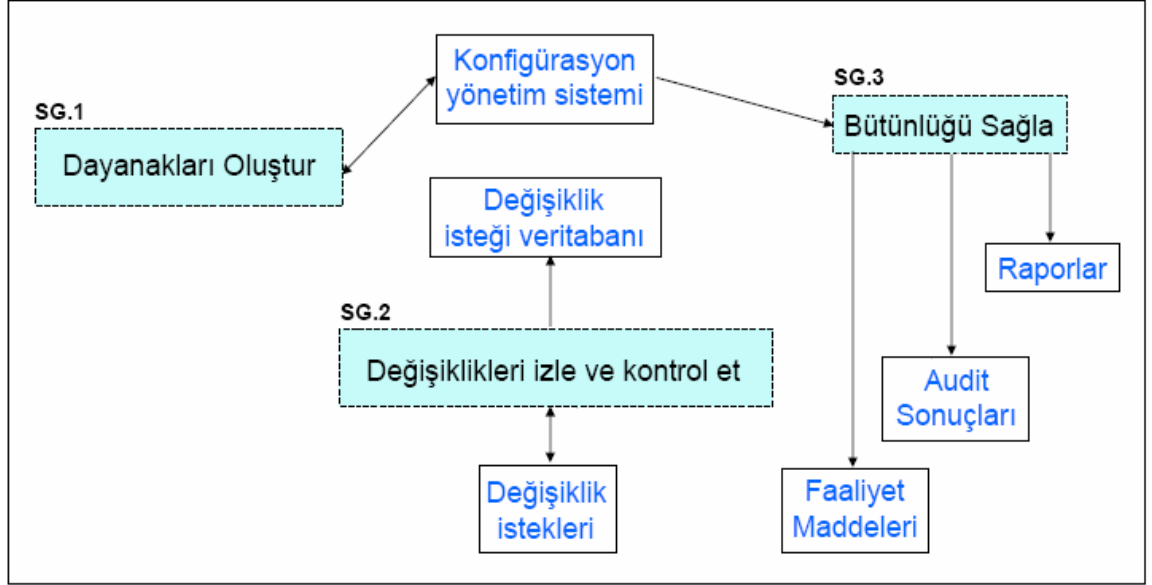 Konfigürasyon
yönetim sistemi
SG.3
Bütünlüğü Sağla
SG.1
Dayanakları Oluştur
Değişiklik
isteği veritabanı
Raporlar
SG.2
Değişiklikleri izle ve kontrol et
Audit
Sonuçları
Değişiklik
istekleri
Faaliyet
Maddeleri